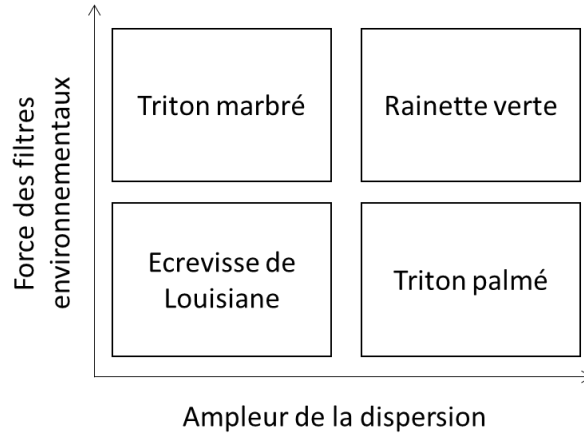 Force des filtres
environnementaux
Triton marbré
Rainette verte
Ecrevisse de
Louisiane
Triton palmé
Ampleur de la dispersion